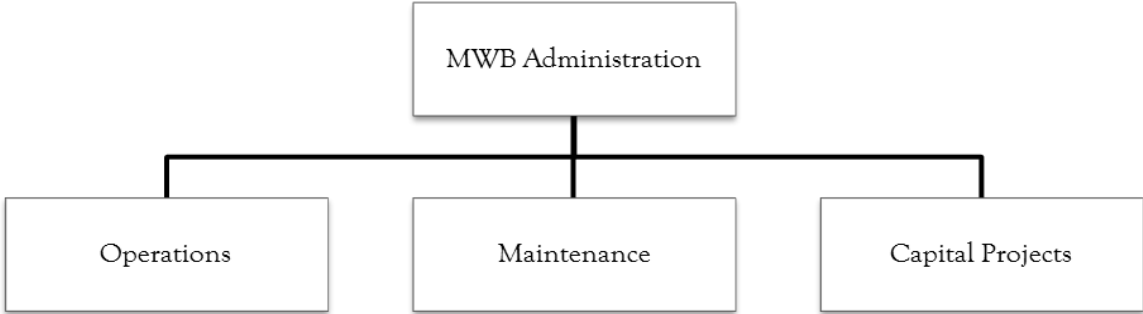 MWB Administration
Operations
Maintenance
Capital Projects